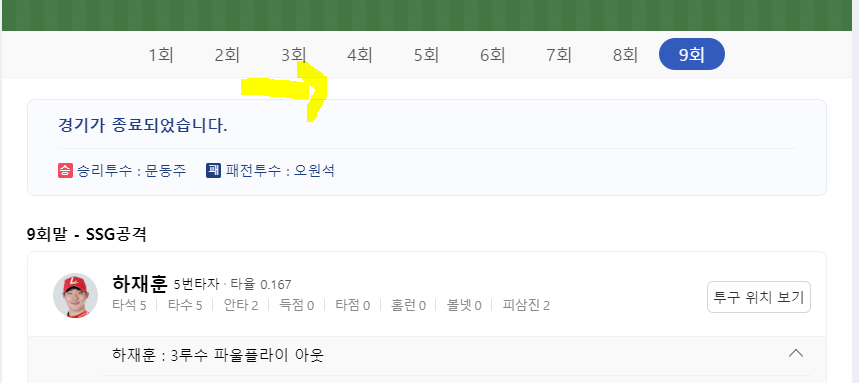 1회 2회 3회 4회 5회 6회 7회 8회 9회
경기가 종료되었습니다.
승 승리투수 : 문동주 패 패전투수 : 오원석
9회말 - SSG공격
하재훈 5번타자 · 타율 0.167
타석 5 타수 5 안타 2 득점 0 타점 0 홈런 0 볼넷 0 피삼진 2
투구 위치 보기
하재훈 : 3루수 파울플라이 아웃